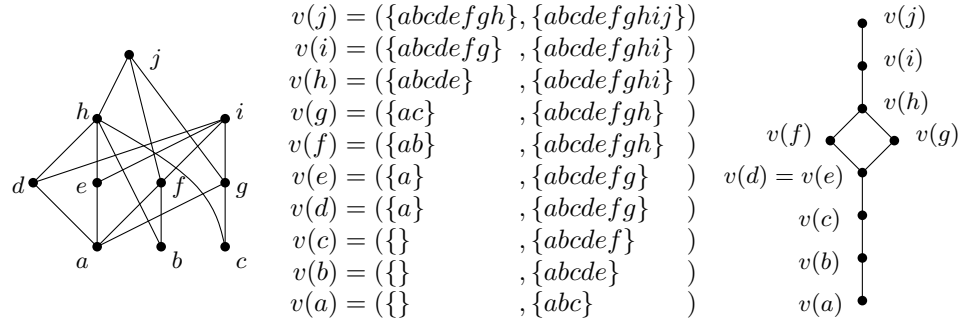 j
h
i
d
e
f
g
a
b
c
v(j) = ({abcdefgh}, {abcdefghij})
v(i) = ({abcdefg} , {abcdefghi} )
v(h) = ({abcde} , {abcdefghi} )
v(g) = ({ac} , {abcdefgh} )
v(f) = ({ab} , {abcdefgh} )
v(e) = ({a} , {abcdefg} )
v(d) = ({a} , {abcdefg} )
v(c) = ({} , {abcdef} )
v(b) = ({} , {abcde} )
v(a) = ({} , {abc} )
v(j)
v(i)
v(h)
v(f)
v(g)
v(d) = v(e)
v(c)
v(b)
v(a)